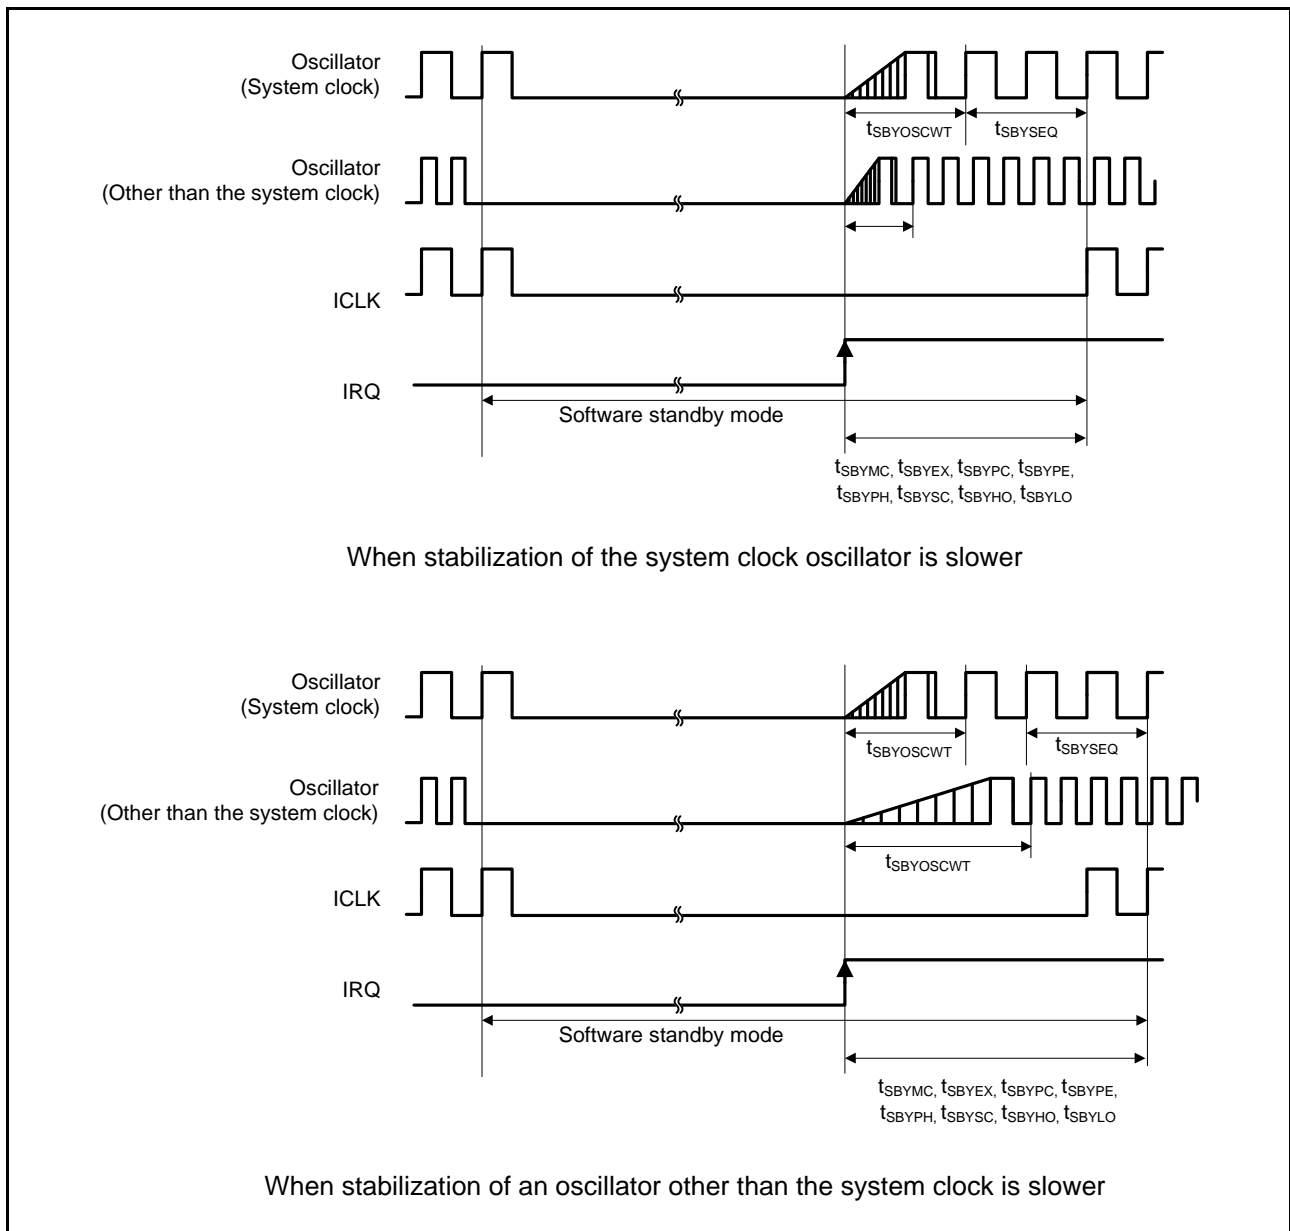 Oscillator
(System clock)
tSBYOSCWT
tSBYSEQ
Oscillator
(Other than the system clock)
ICLK
IRQ
Software standby mode
tSBYMC, tSBYEX, tSBYPC, tSBYPE,
tSBYPH, tSBYSC, tSBYHO, tSBYLO
When stabilization of the system clock oscillator is slower
Oscillator
(System clock)
tSBYOSCWT
tSBYSEQ
Oscillator
(Other than the system clock)
tSBYOSCWT
ICLK
IRQ
Software standby mode
tSBYMC, tSBYEX, tSBYPC, tSBYPE,
tSBYPH, tSBYSC, tSBYHO, tSBYLO
When stabilization of an oscillator other than the system clock is slower